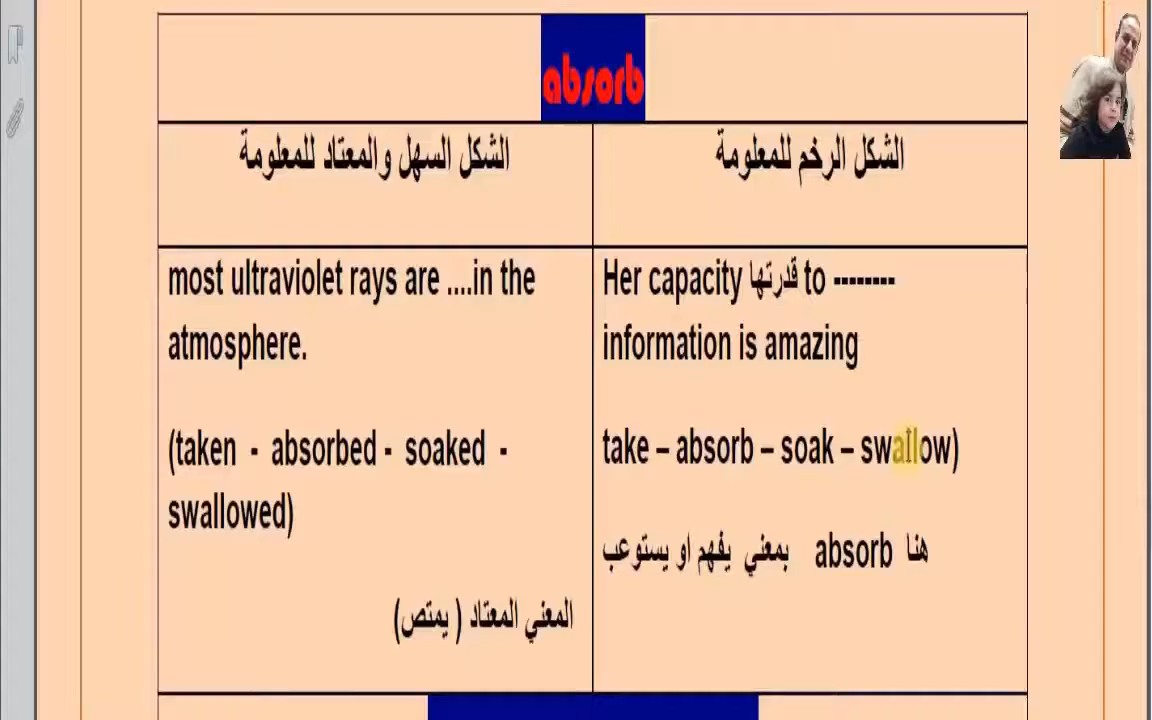 absorb
الشكل السهل والمعتاد للمعلومة
الشكل الرخم للمعلومة
most ultraviolet rays are ....in the
atmosphere.
(taken - absorbed - soaked -
swallowed)
المعني المعتاد ( يمتص)
Her capacity قدرتها to --------
information is amazing
take – absorb – soak – swallow)
هنا absorb بمعني يفهم او يستوعب